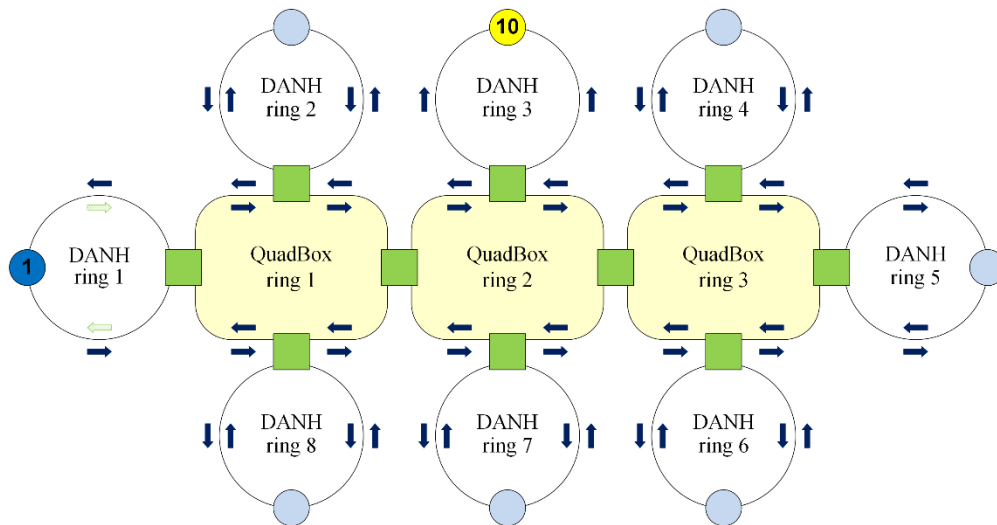 10
DANH
ring 2
DANH
ring 3
DANH
ring 4
1
DANH
ring 1
QuadBox
ring 1
QuadBox
ring 2
QuadBox
ring 3
DANH
ring 5
DANH
ring 8
DANH
ring 7
DANH
ring 6